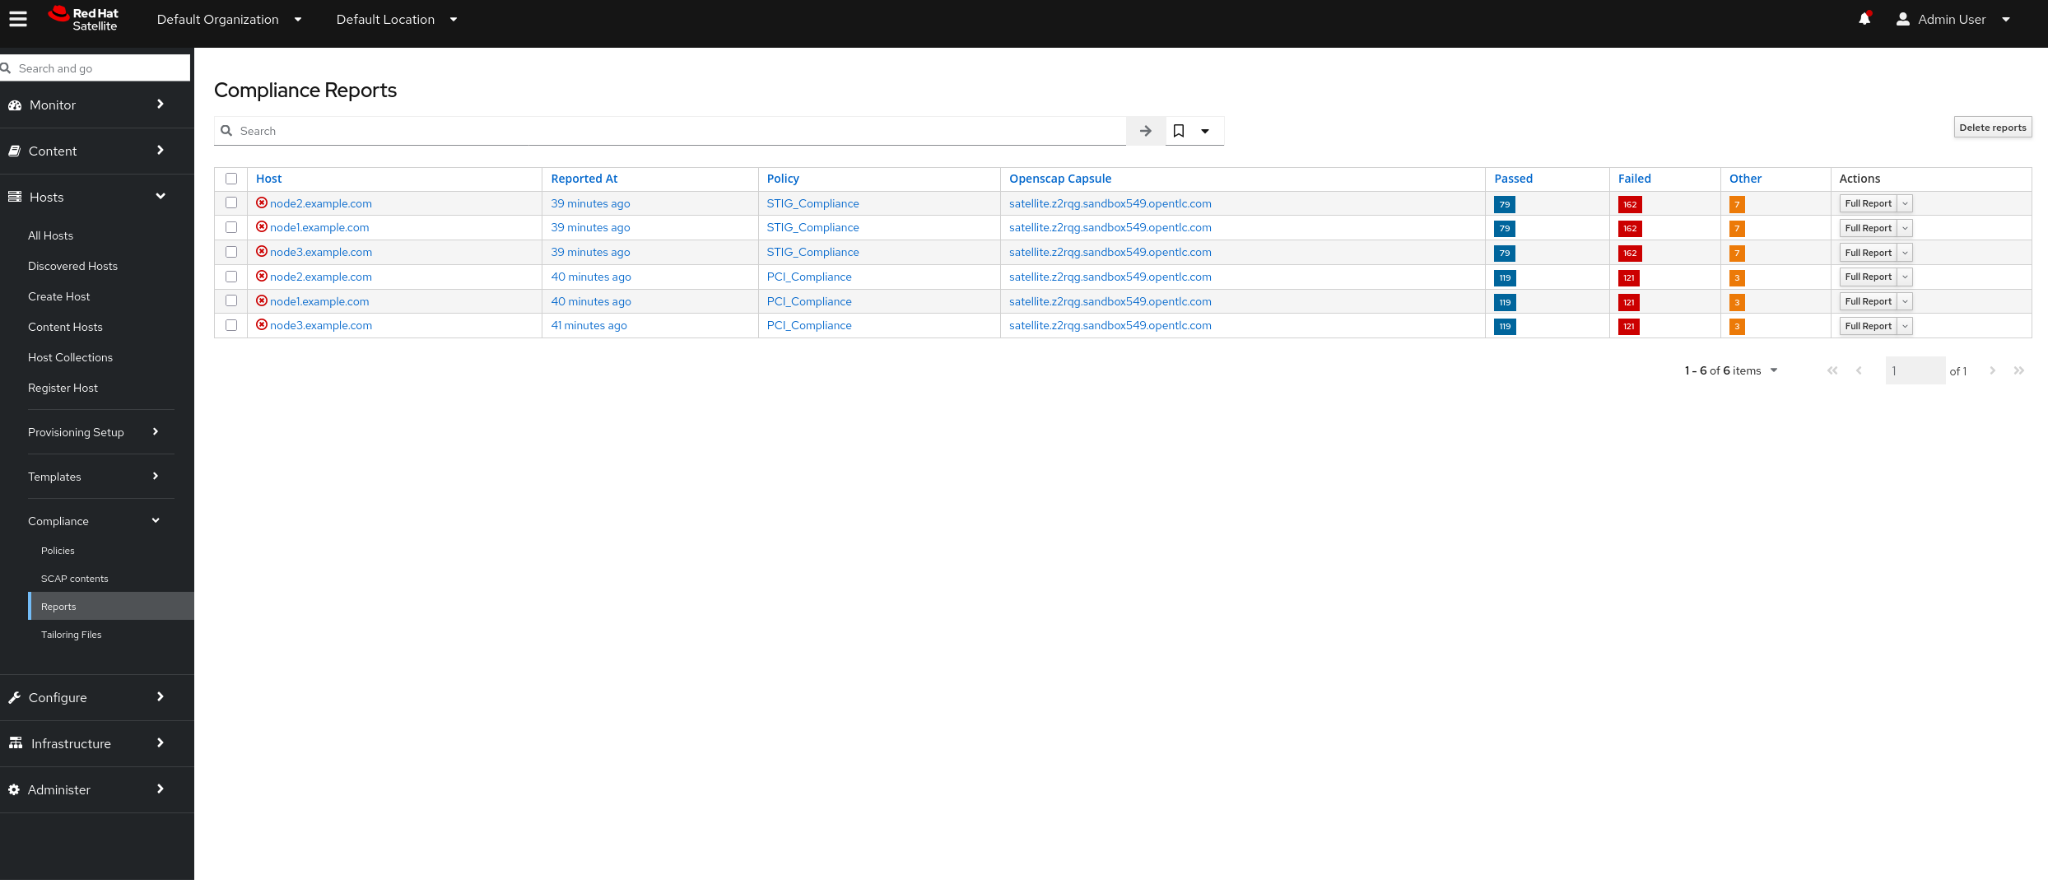 Red Hat
Satellite
Default Organization
Default Location
Admin User
Search and go
Monitor
Content
Hosts
All Hosts
Discovered Hosts
Create Host
Content Hosts
Host Collections
Register Host
Provisioning Setup
Templates
Compliance
Policies
SCAP contents
Reports
Tailoring Files
Configure
Infrastructure
Administer
Compliance Reports
Search
Delete reports
Host Reported At Policy Openscap Capsule Passed Failed Other Actions
node2.example.com 39 minutes ago STIG_Compliance satellite.z2rqg.sandbox549.opentlc.com 79 162 7 Full Report
node1.example.com 39 minutes ago STIG_Compliance satellite.z2rqg.sandbox549.opentlc.com 79 162 7 Full Report
node3.example.com 39 minutes ago STIG_Compliance satellite.z2rqg.sandbox549.opentlc.com 79 162 7 Full Report
node2.example.com 40 minutes ago PCI_Compliance satellite.z2rqg.sandbox549.opentlc.com 119 121 3 Full Report
node1.example.com 40 minutes ago PCI_Compliance satellite.z2rqg.sandbox549.opentlc.com 119 121 3 Full Report
node3.example.com 41 minutes ago PCI_Compliance satellite.z2rqg.sandbox549.opentlc.com 119 121 3 Full Report
1 - 6 of 6 items 1 of 1